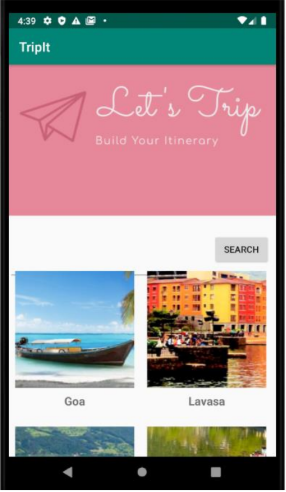 4:39
TripIt
Let's Trip
Build Your Itinerary
SEARCH
Goa
Lavasa